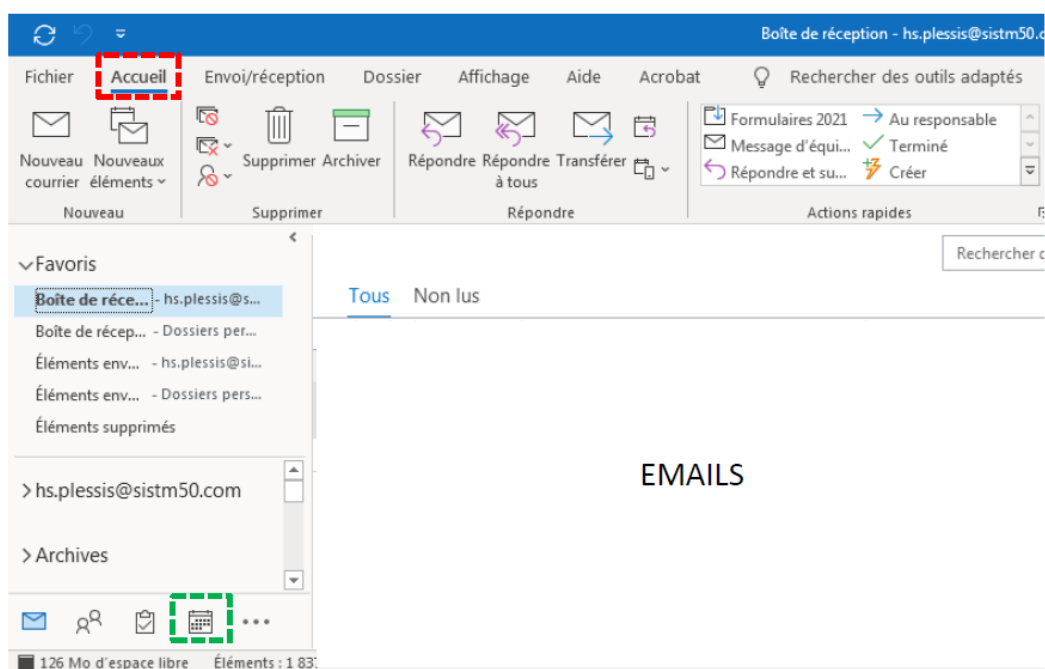 Boîte de réception - hs.plessis@sistm50.c
Fichier Accueil Envoi/réception Dossier Affichage Aide Acrobat Rechercher des outils adaptés
Nouveau courrier
Nouveaux éléments
Supprimer Archiver
Répondre Répondre à tous Transférer
Formulaires 2021 Au responsable
Message d'équi... Terminé
Répondre et su... Créer
Nouveau Supprimer Répondre Actions rapides
Favoris
Rechercher
Boîte de réce... - hs.plessis@s...
Tous Non lus
Boîte de récep... - Dossiers per...
Éléments env... - hs.plessis@si...
Éléments env... - Dossiers pers...
Éléments supprimés
EMAILS
hs.plessis@sistm50.com
Archives
126 Mo d'espace libre Éléments : 1 837